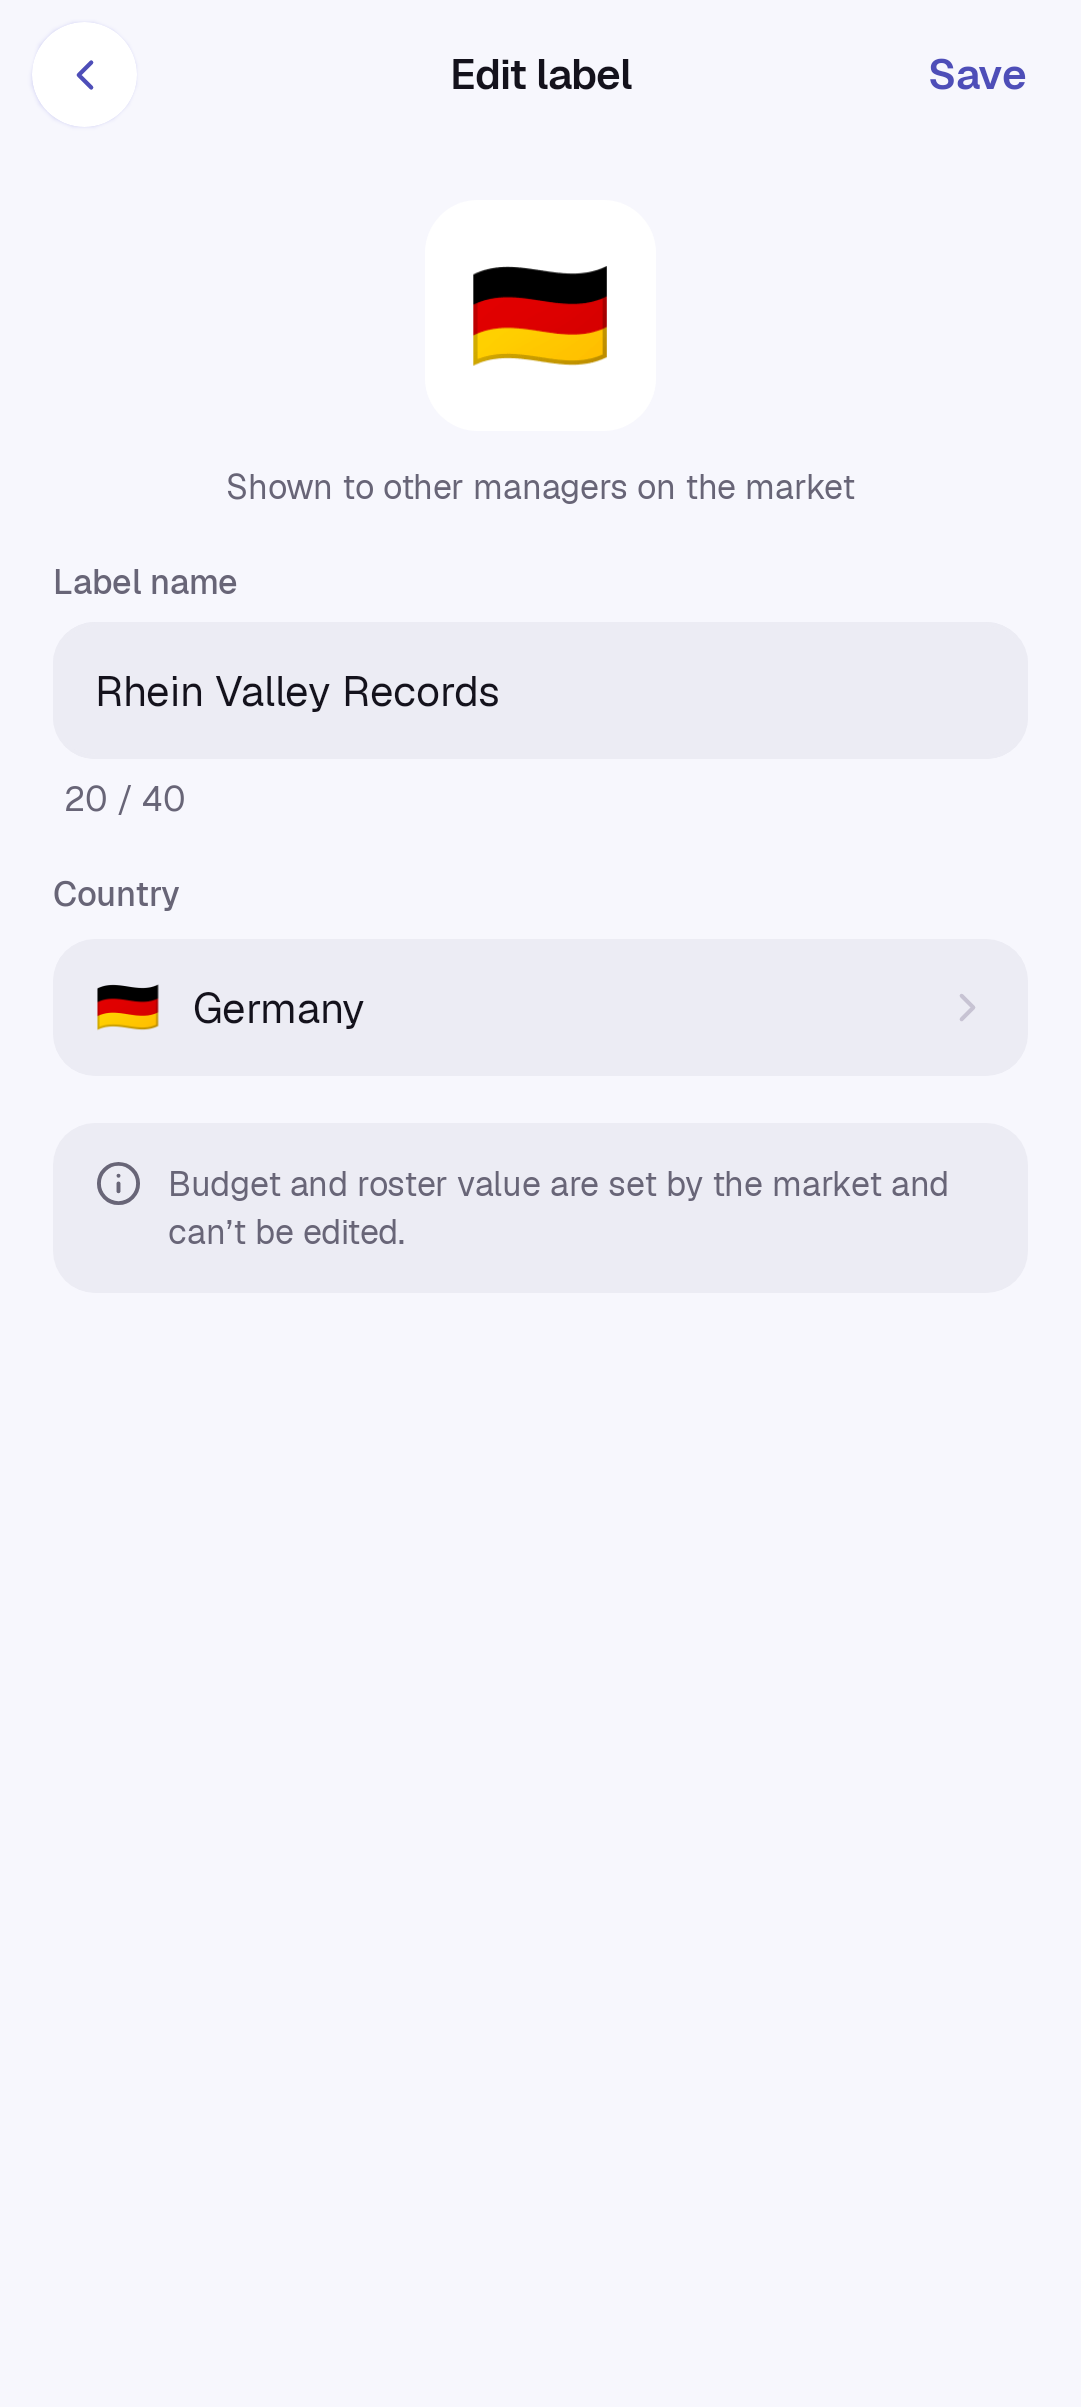 Edit label
Save
Shown to other managers on the market
Label name
Rhein Valley Records
20 / 40
Country
Germany
Budget and roster value are set by the market and
can’t be edited.